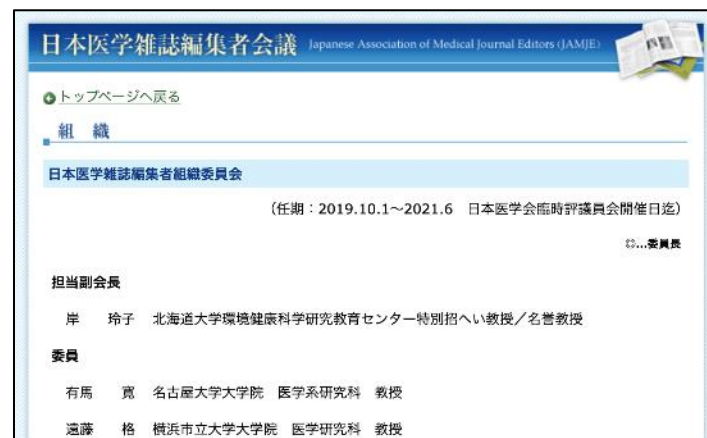 日本医学雑誌編集者会議 Japanese Association of Medical Journal Editors (JAMJE)
トップページへ戻る
組 織
日本医学雑誌編集者組織委員会
(任期:2019.10.1~2021.6 日本医学会臨時評議員会開催日迄)
◎…委員長
担当副会長
岸 玲子 北海道大学環境健康科学研究教育センター特別招へい教授/名誉教授
委員
有馬 寛 名古屋大学大学院 医学系研究科 教授
遠藤 格 横浜市立大学大学院 医学研究科 教授